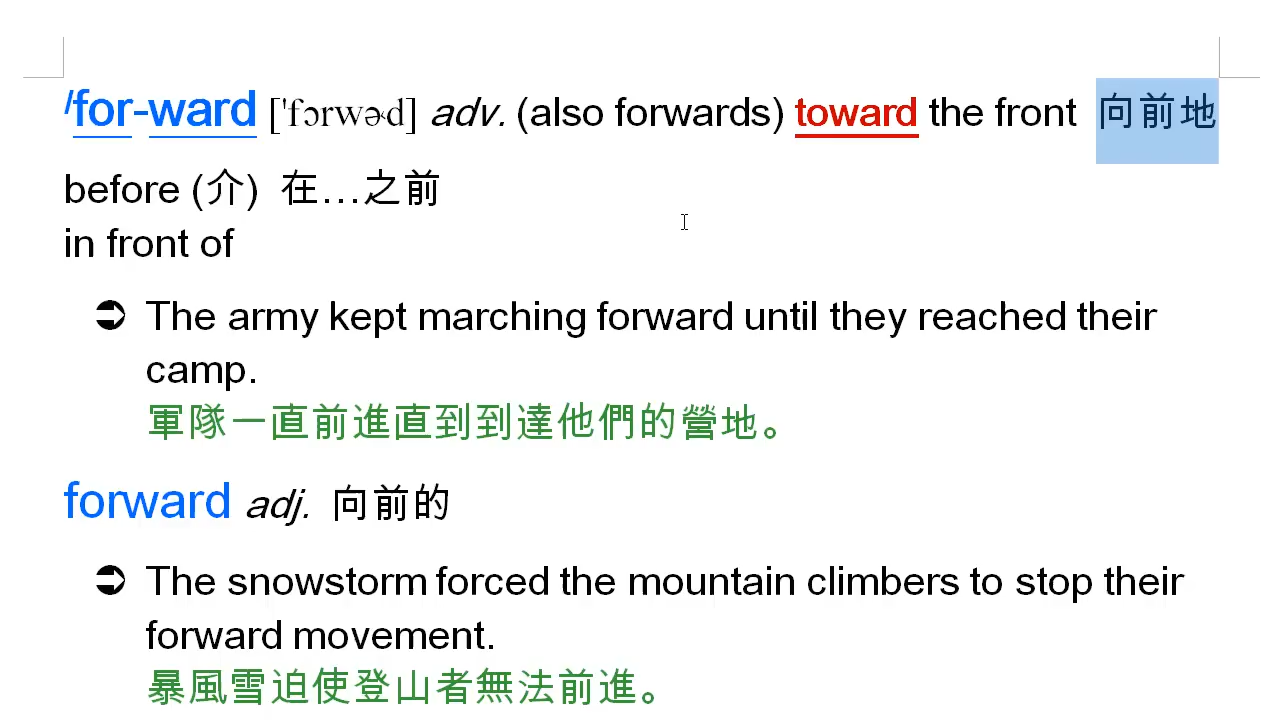 /for-ward [ˈfɔrwɚd] adv. (also forwards) toward the front 向前地
before (介) 在…之前
in front of
➲ The army kept marching forward until they reached their
camp.
軍隊一直前進直到到達他們的營地。
forward adj. 向前的
➲ The snowstorm forced the mountain climbers to stop their
forward movement.
暴風雪迫使登山者無法前進。